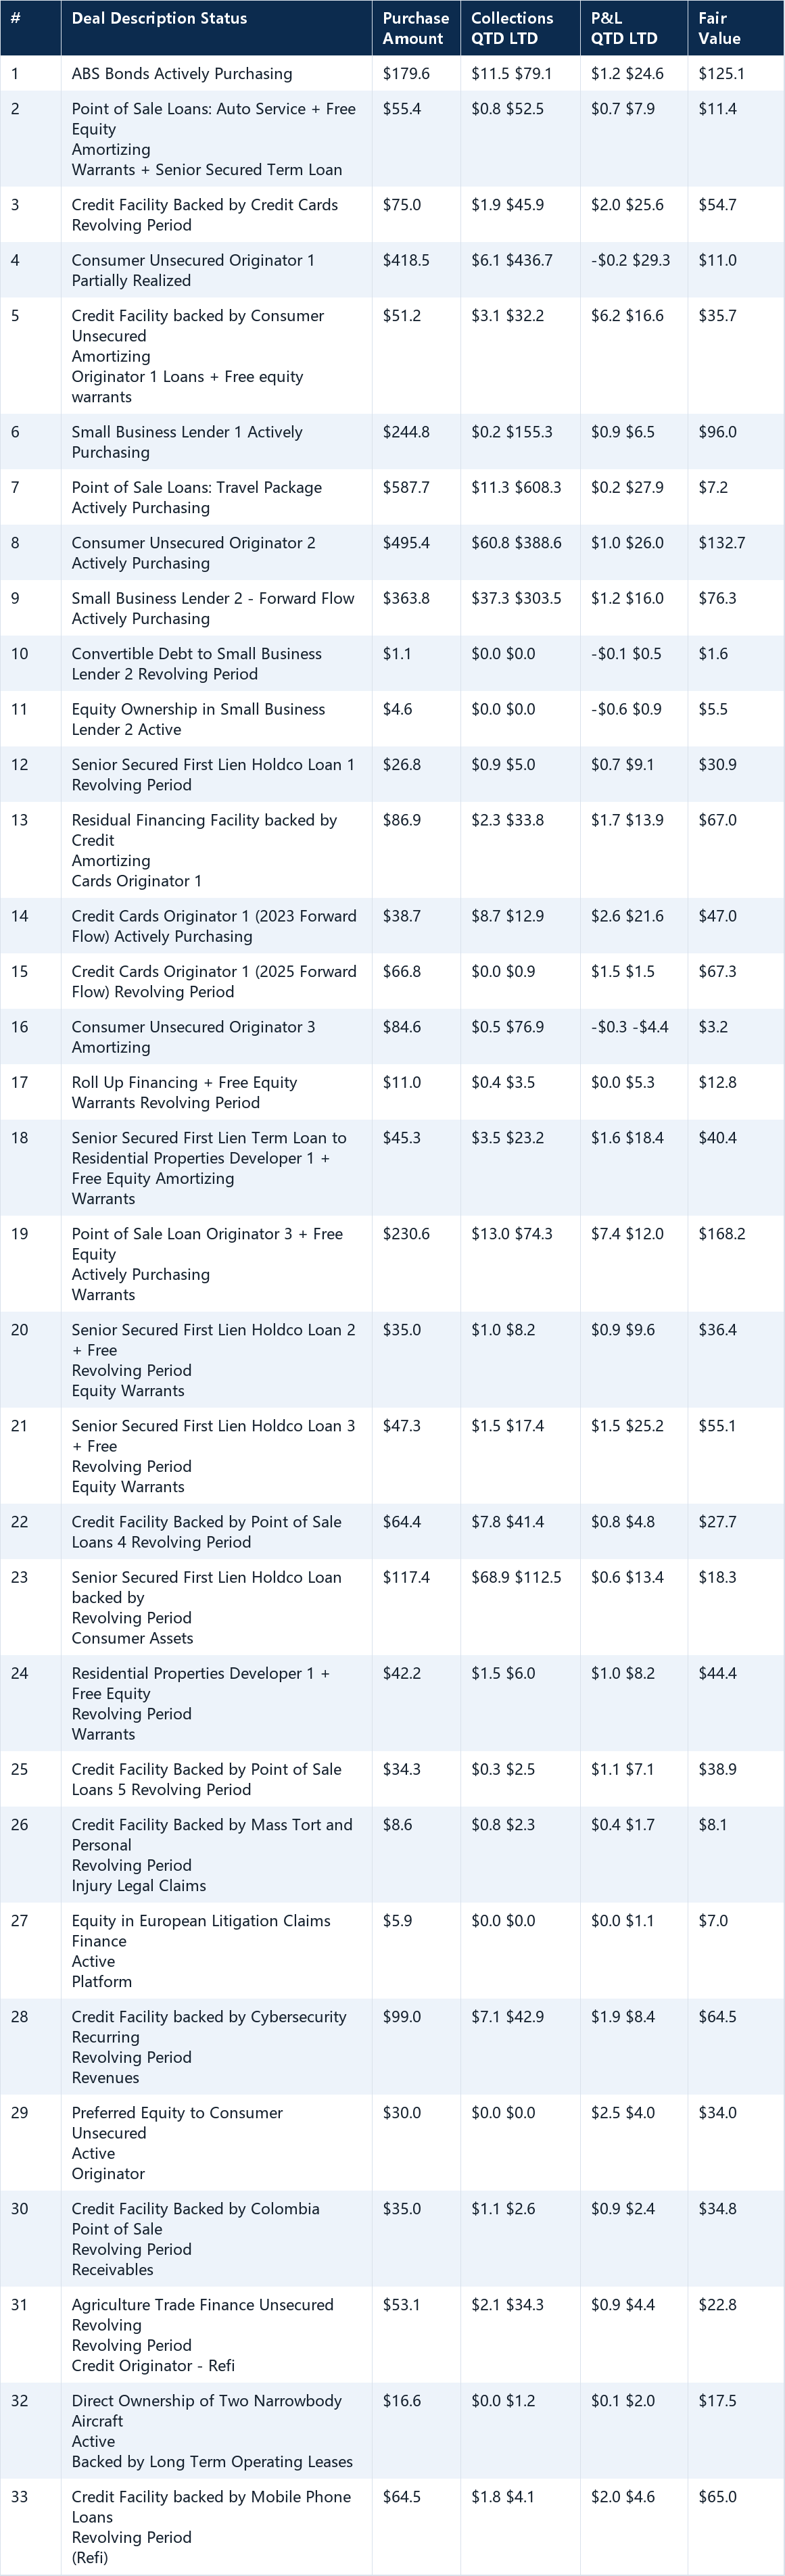 # Deal Description Status Purchase Amount Collections QTD LTD P&L QTD LTD Fair Value
1 ABS Bonds Actively Purchasing $179.6 $11.5 $79.1 $1.2 $24.6 $125.1
2 Point of Sale Loans: Auto Service + Free $55.4 $0.8 $52.5 $0.7 $7.9 $11.4
Equity
Amortizing
Warrants + Senior Secured Term Loan
3 Credit Facility Backed by Credit Cards $75.0 $1.9 $45.9 $2.0 $25.6 $54.7
Revolving Period
4 Consumer Unsecured Originator 1 $418.5 $6.1 $436.7 -$0.2 $29.3 $11.0
Partially Realized
5 Credit Facility backed by Consumer $51.2 $3.1 $32.2 $6.2 $16.6 $35.7
Unsecured
Amortizing
Originator 1 Loans + Free equity
warrants
6 Small Business Lender 1 Actively $244.8 $0.2 $155.3 $0.9 $6.5 $96.0
Purchasing
7 Point of Sale Loans: Travel Package $587.7 $11.3 $608.3 $0.2 $27.9 $7.2
Actively Purchasing
8 Consumer Unsecured Originator 2 $495.4 $60.8 $388.6 $1.0 $26.0 $132.7
Actively Purchasing
9 Small Business Lender 2 - Forward Flow $363.8 $37.3 $303.5 $1.2 $16.0 $76.3
Actively Purchasing
10 Convertible Debt to Small Business $1.1 $0.0 $0.0 -$0.1 $0.5 $1.6
Lender 2 Revolving Period
11 Equity Ownership in Small Business $4.6 $0.0 $0.0 -$0.6 $0.9 $5.5
Lender 2 Active
12 Senior Secured First Lien Holdco Loan 1 $26.8 $0.9 $5.0 $0.7 $9.1 $30.9
Revolving Period
13 Residual Financing Facility backed by $86.9 $2.3 $33.8 $1.7 $13.9 $67.0
Credit
Amortizing
Cards Originator 1
14 Credit Cards Originator 1 (2023 Forward $38.7 $8.7 $12.9 $2.6 $21.6 $47.0
Flow) Actively Purchasing
15 Credit Cards Originator 1 (2025 Forward $66.8 $0.0 $0.9 $1.5 $1.5 $67.3
Flow) Revolving Period
16 Consumer Unsecured Originator 3 $84.6 $0.5 $76.9 -$0.3 -$4.4 $3.2
Amortizing
17 Roll Up Financing + Free Equity $11.0 $0.4 $3.5 $0.0 $5.3 $12.8
Warrants Revolving Period
18 Senior Secured First Lien Term Loan to $45.3 $3.5 $23.2 $1.6 $18.4 $40.4
Residential Properties Developer 1 +
Free Equity Amortizing
Warrants
19 Point of Sale Loan Originator 3 + Free $230.6 $13.0 $74.3 $7.4 $12.0 $168.2
Equity
Actively Purchasing
Warrants
20 Senior Secured First Lien Holdco Loan 2 $35.0 $1.0 $8.2 $0.9 $9.6 $36.4
+ Free
Revolving Period
Equity Warrants
21 Senior Secured First Lien Holdco Loan 3 $47.3 $1.5 $17.4 $1.5 $25.2 $55.1
+ Free
Revolving Period
Equity Warrants
22 Credit Facility Backed by Point of Sale $64.4 $7.8 $41.4 $0.8 $4.8 $27.7
Loans 4 Revolving Period
23 Senior Secured First Lien Holdco Loan $117.4 $68.9 $112.5 $0.6 $13.4 $18.3
backed by
Revolving Period
Consumer Assets
24 Residential Properties Developer 1 + $42.2 $1.5 $6.0 $1.0 $8.2 $44.4
Free Equity
Revolving Period
Warrants
25 Credit Facility Backed by Point of Sale $34.3 $0.3 $2.5 $1.1 $7.1 $38.9
Loans 5 Revolving Period
26 Credit Facility Backed by Mass Tort and $8.6 $0.8 $2.3 $0.4 $1.7 $8.1
Personal
Revolving Period
Injury Legal Claims
27 Equity in European Litigation Claims $5.9 $0.0 $0.0 $0.0 $1.1 $7.0
Finance
Active
Platform
28 Credit Facility backed by Cybersecurity $99.0 $7.1 $42.9 $1.9 $8.4 $64.5
Recurring
Revolving Period
Revenues
29 Preferred Equity to Consumer $30.0 $0.0 $0.0 $2.5 $4.0 $34.0
Unsecured
Active
Originator
30 Credit Facility Backed by Colombia $35.0 $1.1 $2.6 $0.9 $2.4 $34.8
Point of Sale
Revolving Period
Receivables
31 Agriculture Trade Finance Unsecured $53.1 $2.1 $34.3 $0.9 $4.4 $22.8
Revolving
Revolving Period
Credit Originator - Refi
32 Direct Ownership of Two Narrowbody $16.6 $0.0 $1.2 $0.1 $2.0 $17.5
Aircraft
Active
Backed by Long Term Operating Leases
33 Credit Facility backed by Mobile Phone $64.5 $1.8 $4.1 $2.0 $4.6 $65.0
Loans
Revolving Period
(Refi)